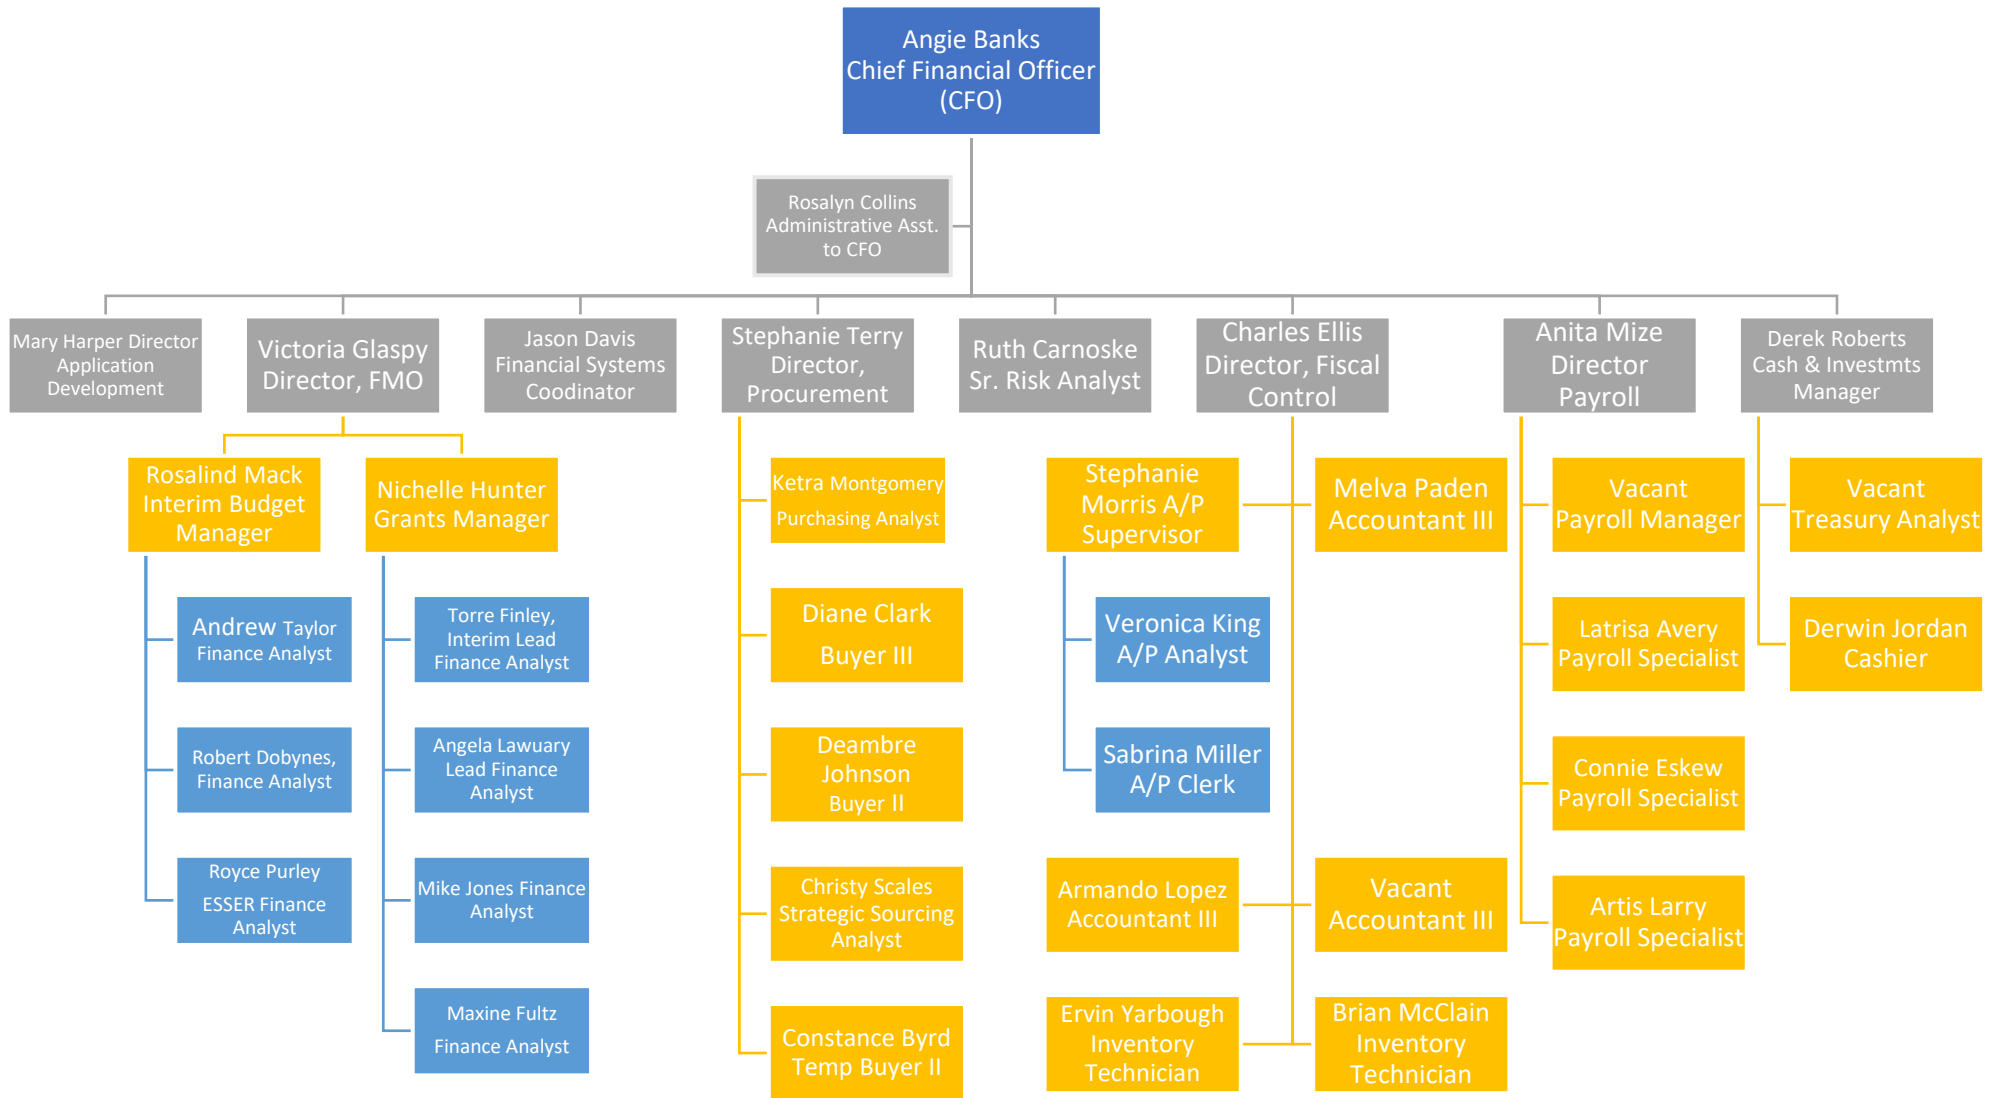 Angie Banks
Chief Financial Officer
(CFO)
Rosalyn Collins
Administrative Asst.
to CFO
Mary Harper Director
Application
Development
Victoria Glaspy
Director, FMO
Jason Davis
Financial Systems
Coodinator
Stephanie Terry
Director,
Procurement
Ruth Carnoske
Sr. Risk Analyst
Charles Ellis
Director, Fiscal
Control
Anita Mize
Director
Payroll
Derek Roberts
Cash & Investmts
Manager
Rosalind Mack
Interim Budget
Manager
Nichelle Hunter
Grants Manager
Ketra Montgomery
Purchasing Analyst
Stephanie
Morris A/P
Supervisor
Melva Paden
Accountant III
Vacant
Payroll Manager
Vacant
Treasury Analyst
Andrew Taylor
Finance Analyst
Torre Finley,
Interim Lead
Finance Analyst
Diane Clark
Buyer III
Veronica King
A/P Analyst
Latrisa Avery
Payroll Specialist
Derwin Jordan
Cashier
Robert Dobynes,
Finance Analyst
Angela Lawuary
Lead Finance
Analyst
Deambre
Johnson
Buyer II
Sabrina Miller
A/P Clerk
Connie Eskew
Payroll Specialist
Royce Purley
ESSER Finance
Analyst
Mike Jones Finance
Analyst
Christy Scales
Strategic Sourcing
Analyst
Armando Lopez
Accountant III
Vacant
Accountant III
Artis Larry
Payroll Specialist
Maxine Fultz
Finance Analyst
Constance Byrd
Temp Buyer II
Ervin Yarbough
Inventory
Technician
Brian McClain
Inventory
Technician